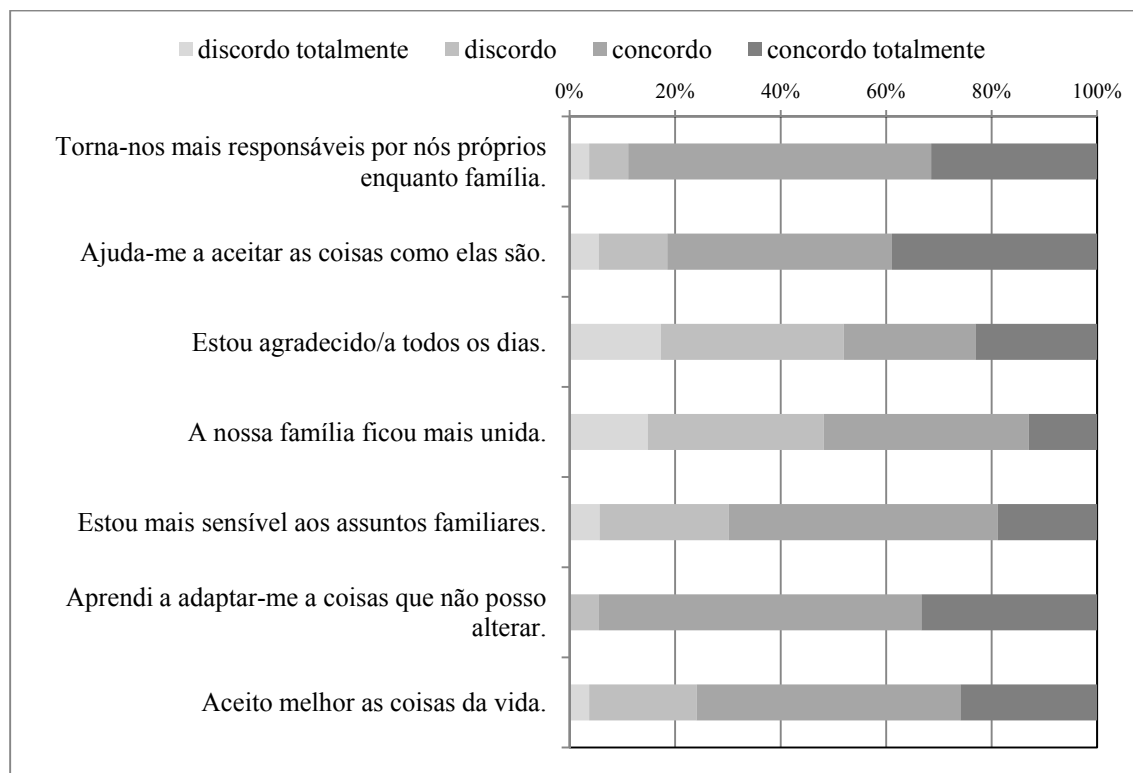 discordo totalmente discordo concordo concordo totalmente
0% 20% 40% 60% 80% 100%
Torna-nos mais responsáveis por nós próprios
enquanto família.
Ajuda-me a aceitar as coisas como elas são.
Estou agradecido/a todos os dias.
A nossa família ficou mais unida.
Estou mais sensível aos assuntos familiares.
Aprendi a adaptar-me a coisas que não posso
alterar.
Aceito melhor as coisas da vida.